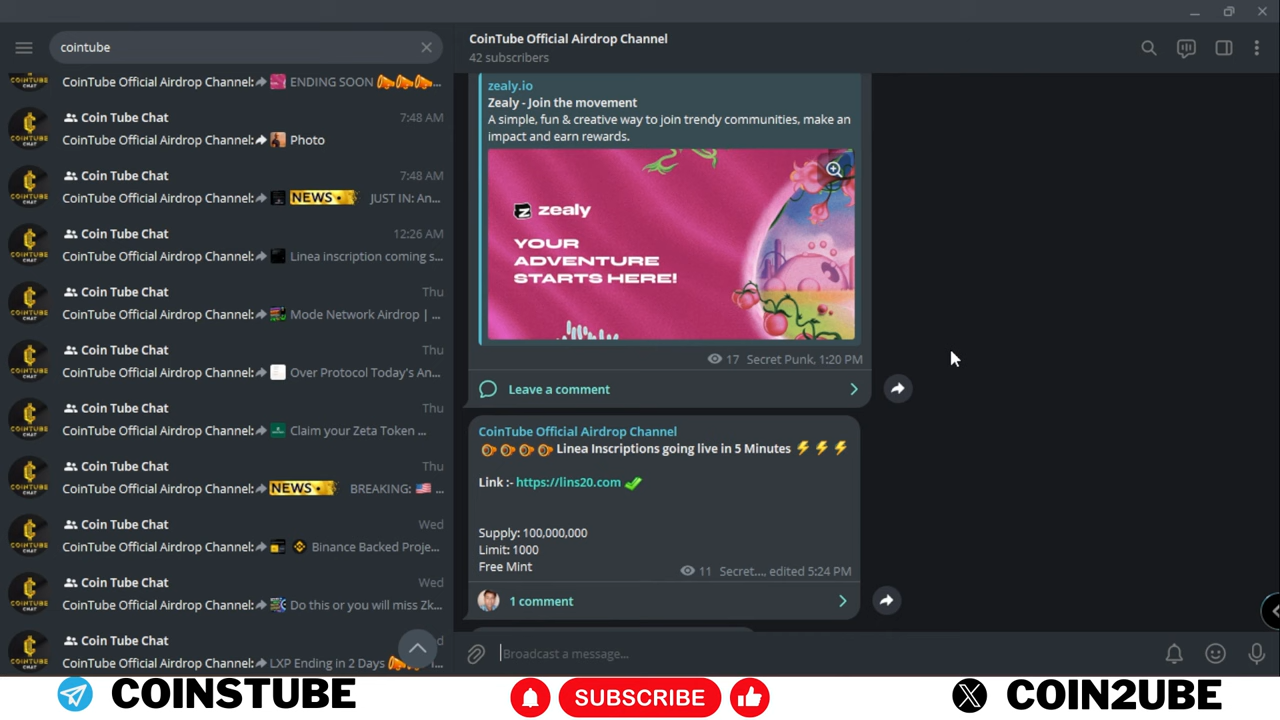 cointube
CoinTube Official Airdrop Channel: ENDING SOON ...
Coin Tube Chat 7:48 AM
CoinTube Official Airdrop Channel: Photo
Coin Tube Chat 7:48 AM
CoinTube Official Airdrop Channel: NEWS JUST IN: An...
Coin Tube Chat 12:26 AM
CoinTube Official Airdrop Channel: Linea inscription coming s...
Coin Tube Chat Thu
CoinTube Official Airdrop Channel: Mode Network Airdrop | ...
Coin Tube Chat Thu
CoinTube Official Airdrop Channel: Over Protocol Today's An...
Coin Tube Chat Thu
CoinTube Official Airdrop Channel: Claim your Zeta Token ...
Coin Tube Chat Thu
CoinTube Official Airdrop Channel: NEWS BREAKING: 🇺🇸 ...
Coin Tube Chat Wed
CoinTube Official Airdrop Channel: Binance Backed Proje...
Coin Tube Chat Wed
CoinTube Official Airdrop Channel: Do this or you will miss Zk...
Coin Tube Chat
CoinTube Official Airdrop Channel: LXP Ending in 2 Days
CoinTube Official Airdrop Channel
42 subscribers
zealy.io
Zealy - Join the movement
A simple, fun & creative way to join trendy communities, make an
impact and earn rewards.
zealy
YOUR
ADVENTURE
STARTS HERE!
17 Secret Punk, 1:20 PM
Leave a comment
CoinTube Official Airdrop Channel
Linea Inscriptions going live in 5 Minutes ⚡⚡⚡
Link :- https://lins20.com
Supply: 100,000,000
Limit: 1000
Free Mint
11 Secret..., edited 5:24 PM
1 comment
Broadcast a message...
COINSTUBE
SUBSCRIBE
COIN2UBE